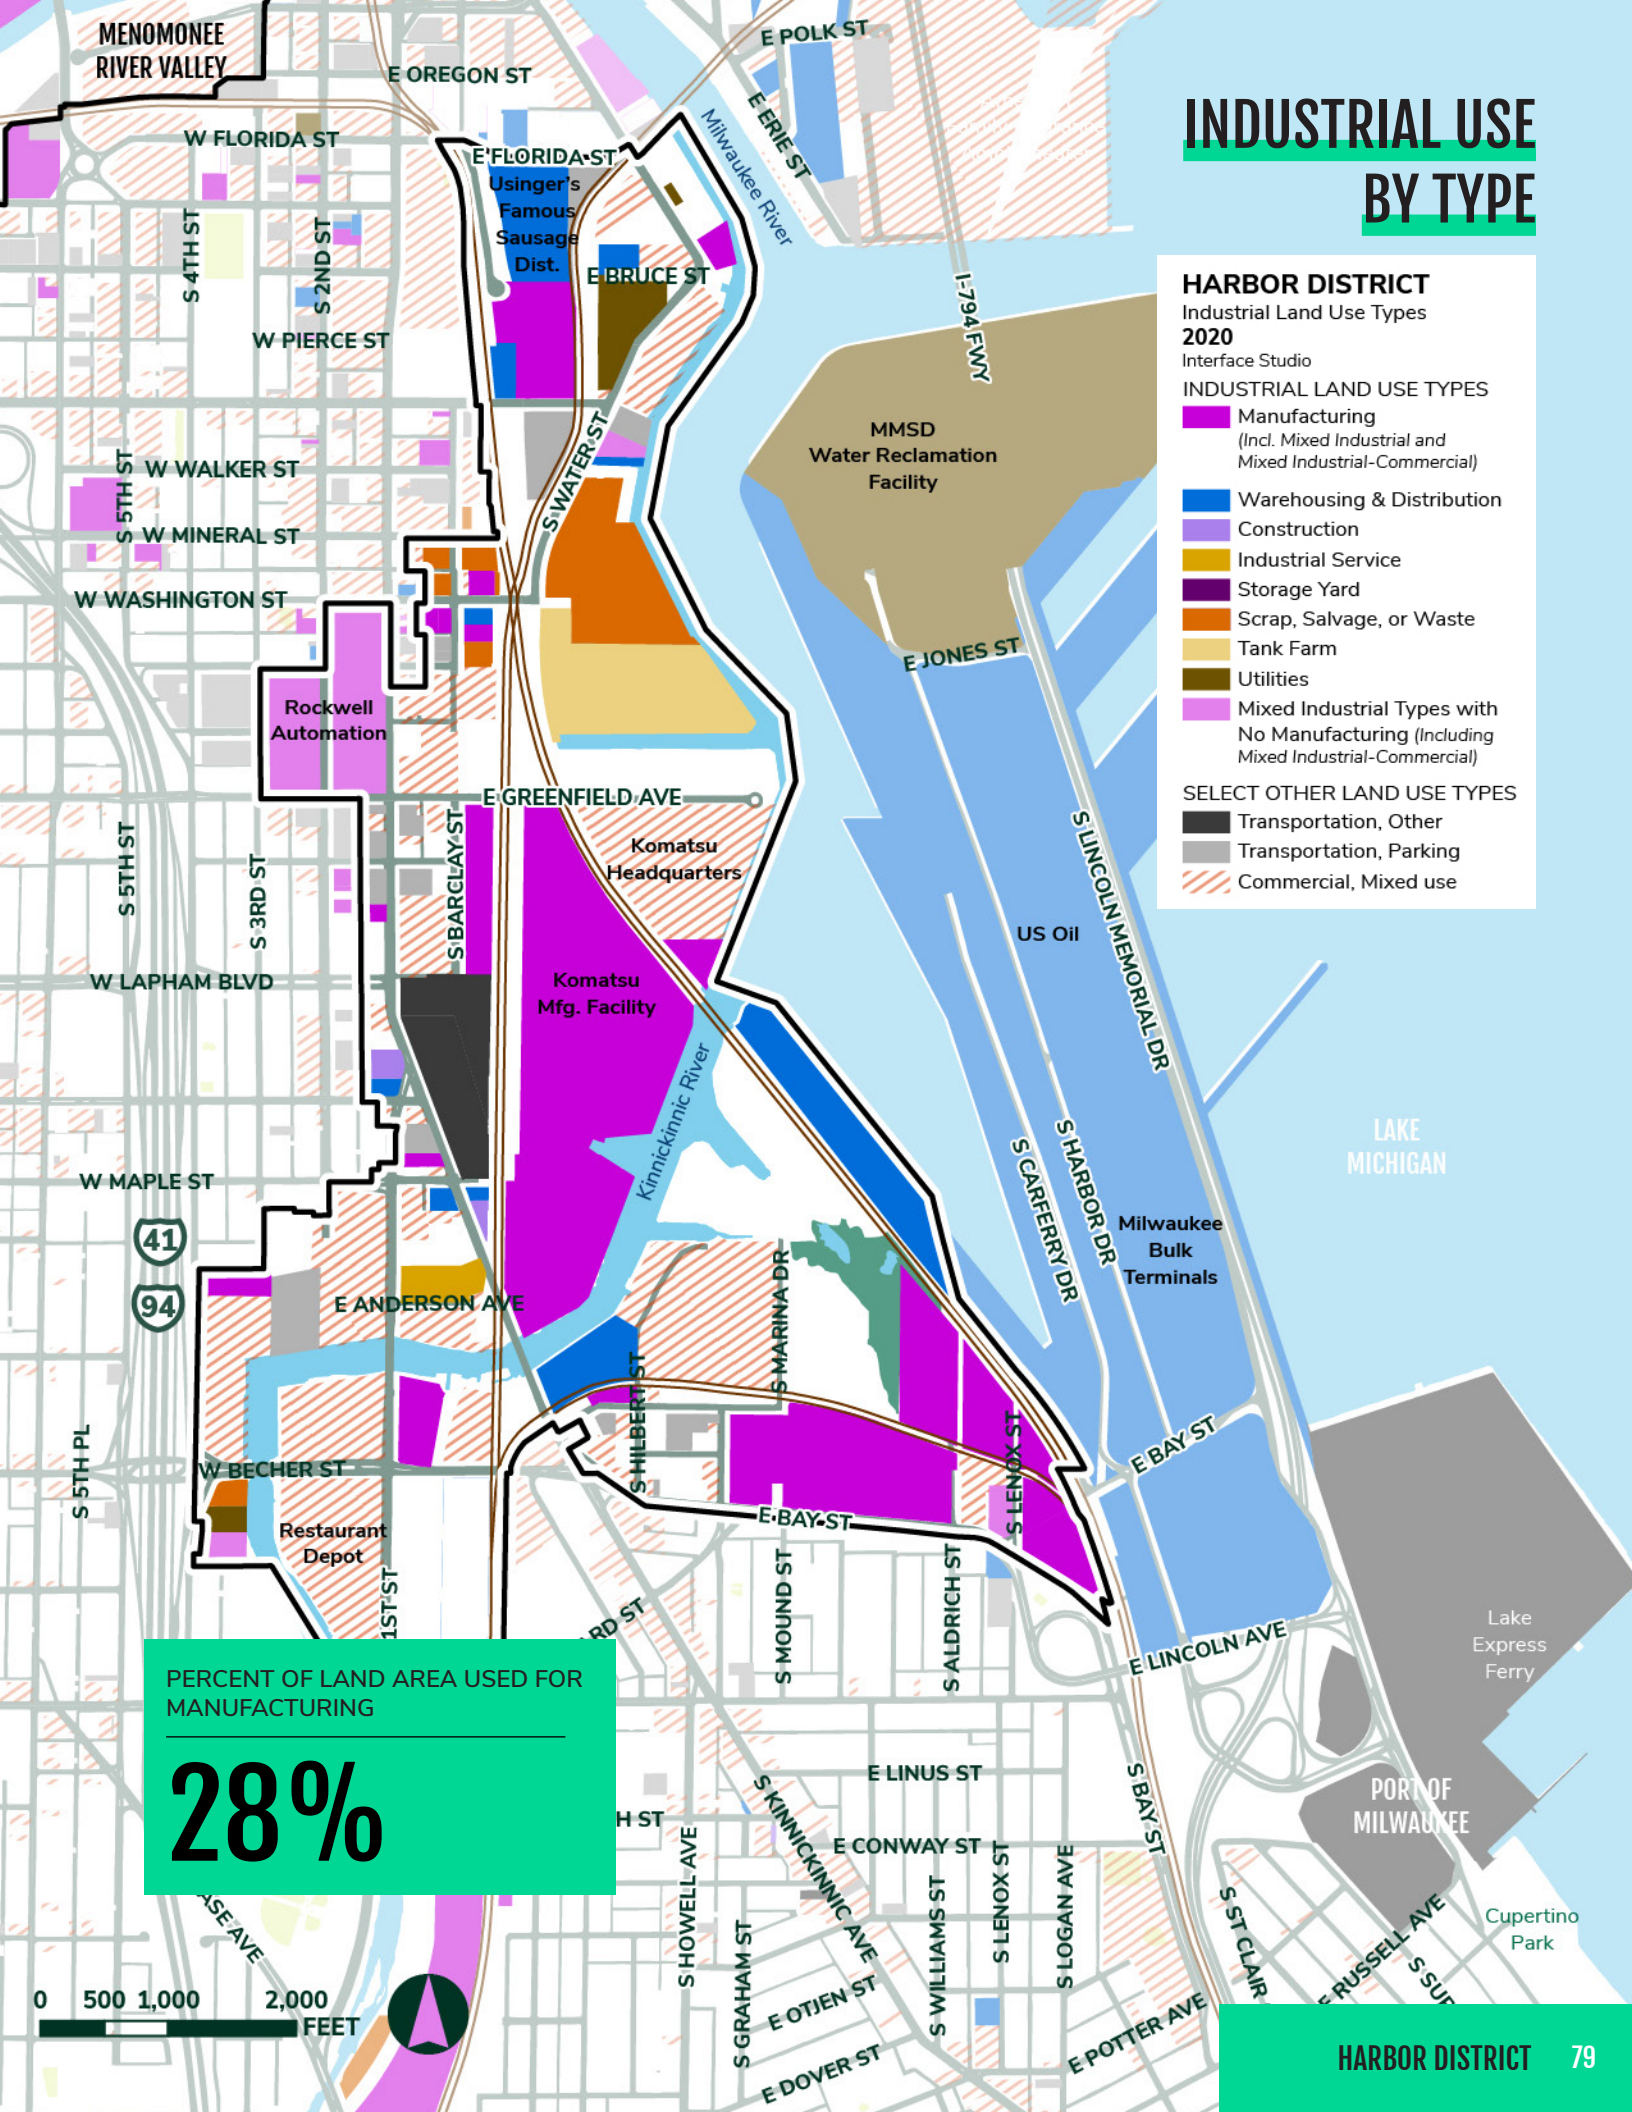 MENOMONEE
RIVER VALLEY
E OREGON ST
E POLK ST
E ERIE ST
Milwaukee River
W FLORIDA ST
E FLORIDA ST
Usinger's
Famous
Sausage
Dist.
E BRUCE ST
S 4TH ST
S 2ND ST
W PIERCE ST
I-794 FWY
INDUSTRIAL USE
BY TYPE
HARBOR DISTRICT
Industrial Land Use Types
2020
Interface Studio
INDUSTRIAL LAND USE TYPES
Manufacturing
(Incl. Mixed Industrial and
Mixed Industrial-Commercial)
Warehousing & Distribution
Construction
Industrial Service
Storage Yard
Scrap, Salvage, or Waste
Tank Farm
Utilities
Mixed Industrial Types with
No Manufacturing (Including
Mixed Industrial-Commercial)
SELECT OTHER LAND USE TYPES
Transportation, Other
Transportation, Parking
Commercial, Mixed use
MMSD
Water Reclamation
Facility
S WATER ST
S 5TH ST
W WALKER ST
W MINERAL ST
W WASHINGTON ST
E JONES ST
Rockwell
Automation
E GREENFIELD AVE
Komatsu
Headquarters
S 5TH ST
S 3RD ST
S BARCLAY ST
S LINCOLN MEMORIAL DR
US Oil
W LAPHAM BLVD
Komatsu
Mfg. Facility
Kinnickinnic River
W MAPLE ST
41
94
S CARFERRY DR
S HARBOR DR
LAKE
MICHIGAN
Milwaukee
Bulk
Terminals
E ANDERSON AVE
S MARINA DR
S HILBERT ST
S LENOX ST
E BAY ST
S 5TH PL
W BECHER ST
Restaurant
Depot
E BAY ST
1ST ST
RD ST
S MOUND ST
S ALDRICH ST
E LINCOLN AVE
Lake
Express
Ferry
PERCENT OF LAND AREA USED FOR
MANUFACTURING
28%
H ST
E LINUS ST
S KINNICKINNIC AVE
E CONWAY ST
S BAY ST
PORT OF
MILWAUKEE
S HOWELL AVE
S GRAHAM ST
S WILLIAMS ST
S LENOX ST
S LOGAN AVE
S ST CLAIR
E RUSSELL AVE
S SUP
Cupertino
Park
ASE AVE
E OTJEN ST
E DOVER ST
E POTTER AVE
0 500 1,000 2,000
FEET
HARBOR DISTRICT 79